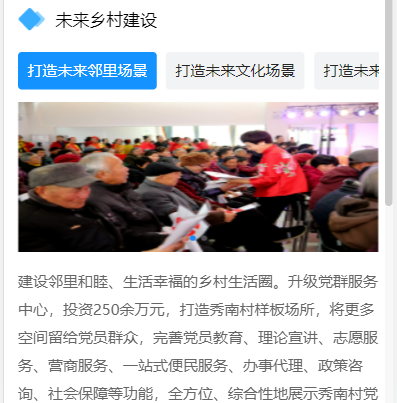 未来乡村建设
打造未来邻里场景 打造未来文化场景 打造未来
建设邻里和睦、生活幸福的乡村生活圈。升级党群服务
中心，投资250余万元，打造秀南村样板场所，将更多
空间留给党员群众，完善党员教育、理论宣讲、志愿服
务、营商服务、一站式便民服务、办事代理、政策咨
询、社会保障等功能，全方位、综合性地展示秀南村党